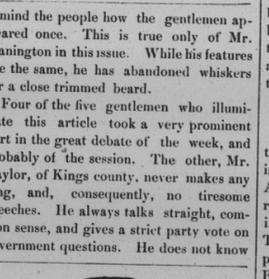 mind the people how the gentlemen ap-
ared once. This is true only of Mr.
anington in this issue. While his features
e the same, he has abandoned whiskers
r a close trimmed beard.
Four of the five gentlemen who illumi-
te this article took a very prominent
rt in the great debate of the week, and
obably of the session. The other, Mr.
aylor, of Kings county. never makes any
ng, and, consequently, no tiresome
eeches. He always talks straight, com-
on sense, and gives a strict party vote on
vernment questions. He does not know